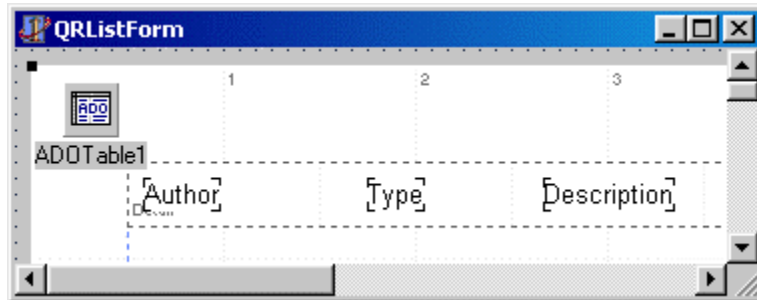 QRListForm
1 2 3
ADO
ADOTable1
Author Type Description